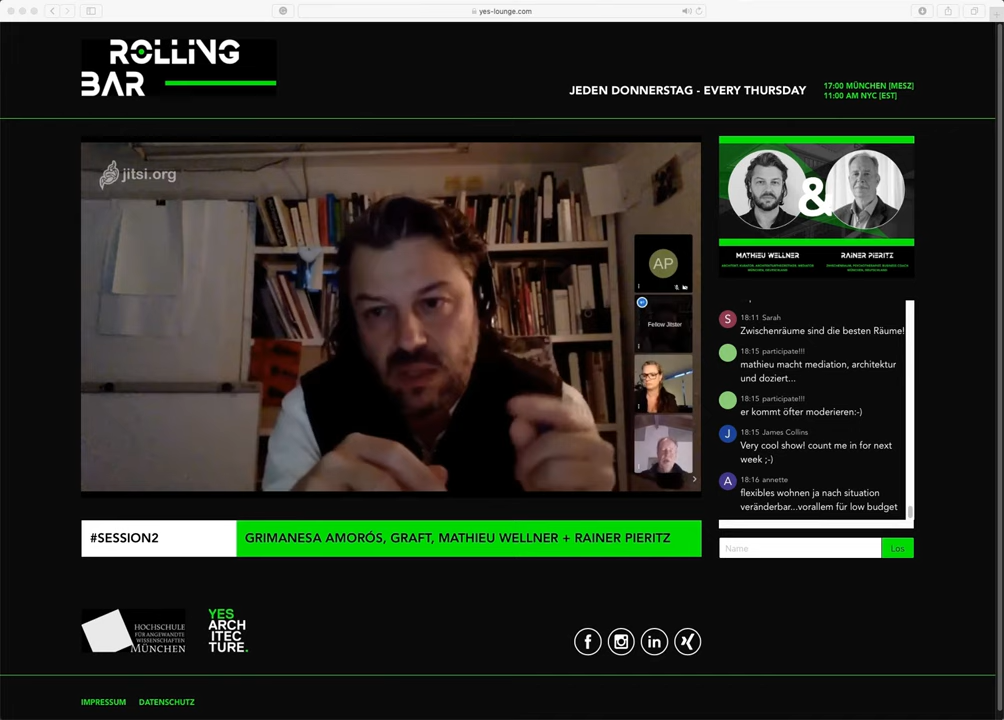 yes-lounge.com
ROLLING
BAR
JEDEN DONNERSTAG - EVERY THURSDAY
17:00 MÜNCHEN [MESZ]
11:00 AM NYC [EST]
jitsi.org
AP
Fellow Jitster
&
MATHIEU WELLNER
RAINER PIERITZ
S
18:11 Sarah
Zwischenräume sind die besten Räume!
18:15 participate!!!
mathieu macht mediation, architektur
und doziert...
18:15 participate!!!
er kommt öfter moderieren:-)
J
18:15 James Collins
Very cool show! count me in for next
week ;-)
A
18:16 annette
flexibles wohnen ja nach situation
veränderbar...vorallem für low budget
#SESSION2
GRIMANESA AMORÓS, GRAFT, MATHIEU WELLNER + RAINER PIERITZ
Name
Los
HOCHSCHULE
FÜR ANGEWANDTE
WISSENSCHAFTEN
MÜNCHEN
YES
ARCH
ITEC
TURE.
f
in
IMPRESSUM
DATENSCHUTZ